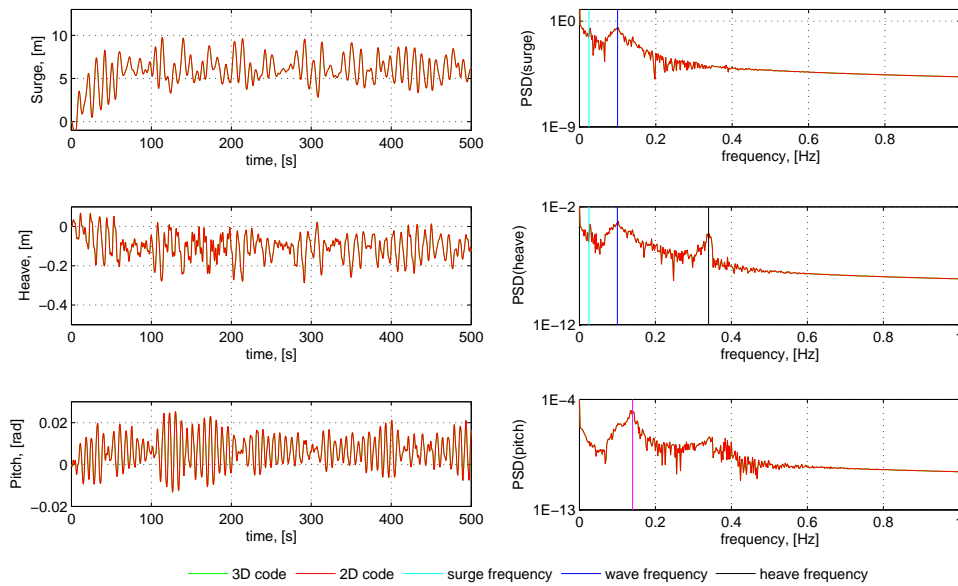 10
5
0
Surge, [m]
0 100 200 300 400 500
time, [s]
1E0
1E−9
PSD(surge)
0 0.2 0.4 0.6 0.8 1
frequency, [Hz]
0
−0.2
−0.4
Heave, [m]
0 100 200 300 400 500
time, [s]
1E−2
1E−12
PSD(heave)
0 0.2 0.4 0.6 0.8 1
frequency, [Hz]
0.02
0
−0.02
Pitch, [rad]
0 100 200 300 400 500
time, [s]
1E−4
1E−13
PSD(pitch)
0 0.2 0.4 0.6 0.8 1
frequency, [Hz]
3D code 2D code surge frequency wave frequency heave frequency